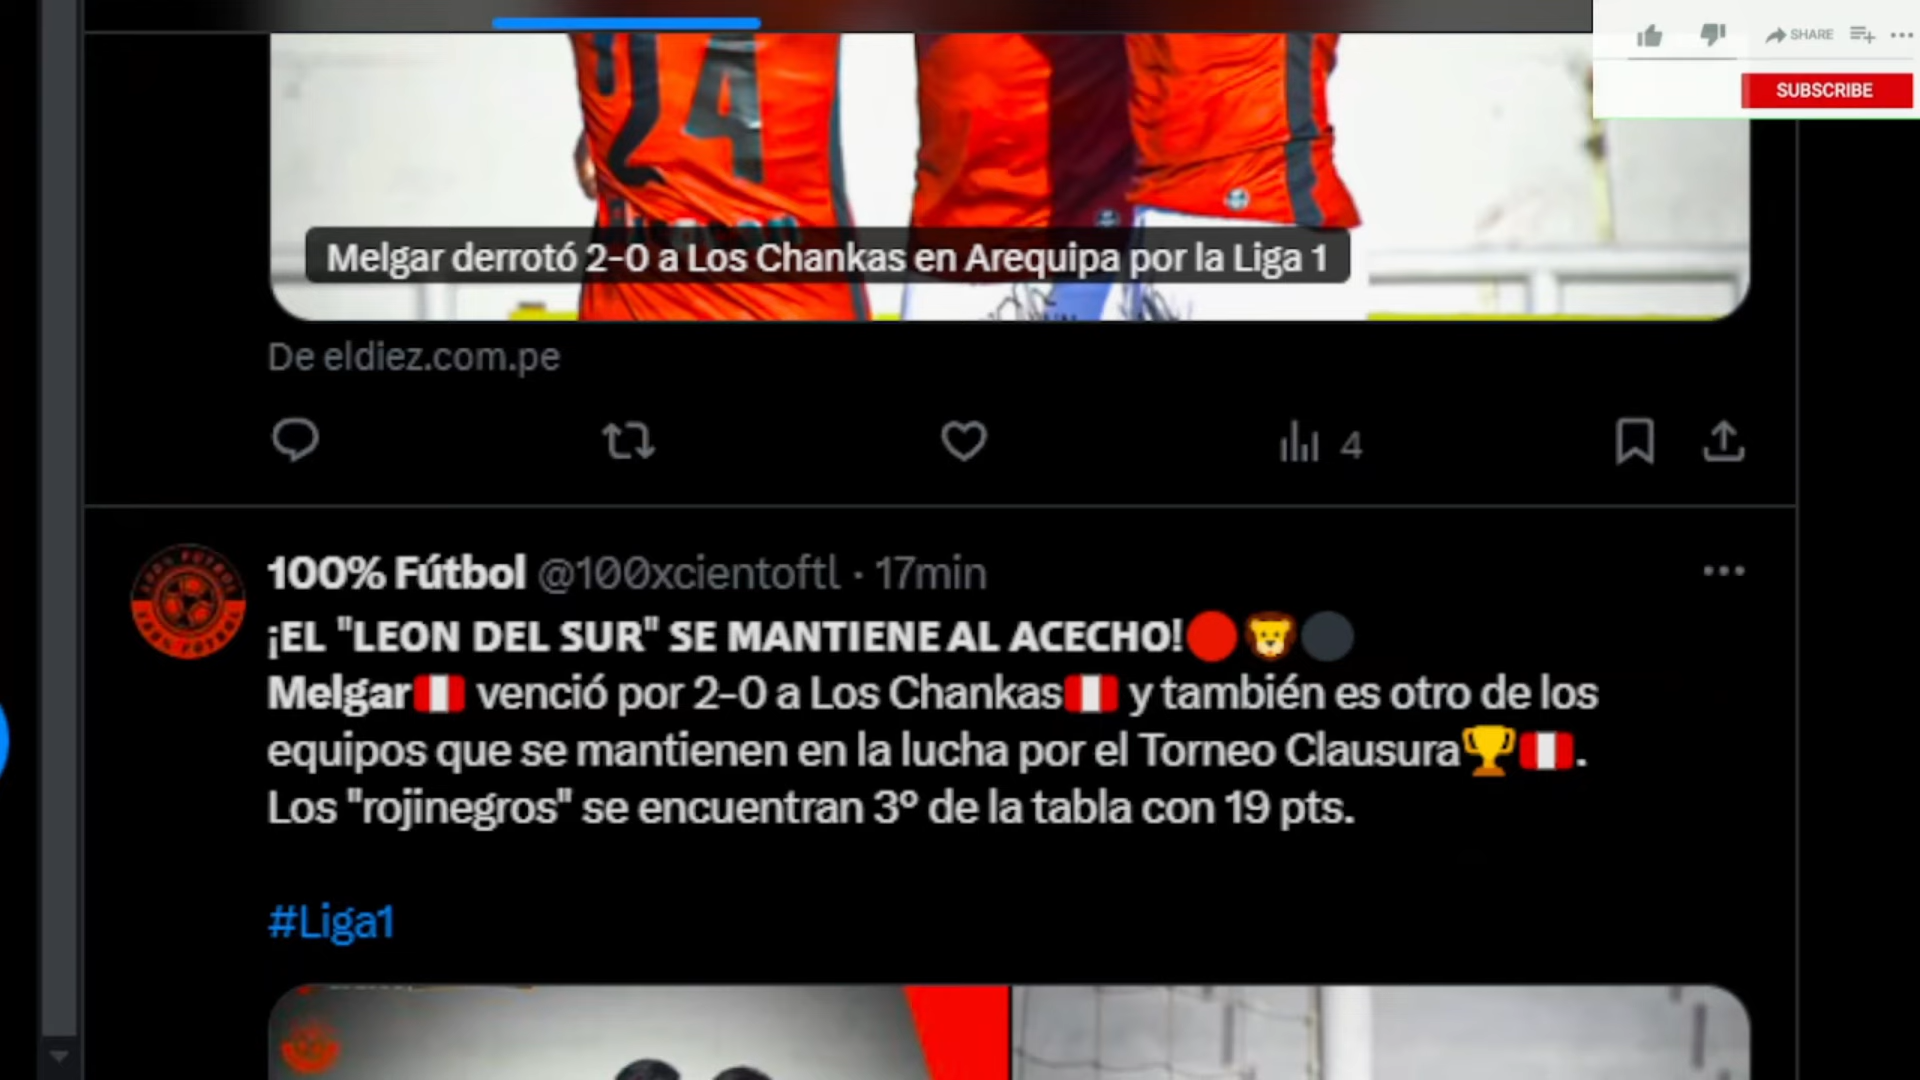 SHARE
SUBSCRIBE
24
Melgar derrotó 2-0 a Los Chankas en Arequipa por la Liga 1
De eldiez.com.pe
4
100% Fútbol @100xcientoftl · 17min
¡EL "LEON DEL SUR" SE MANTIENE AL ACECHO!🔴🦁⚫
Melgar🇵🇪 venció por 2-0 a Los Chankas🇵🇪 y también es otro de los
equipos que se mantienen en la lucha por el Torneo Clausura🏆🇵🇪.
Los "rojinegros" se encuentran 3º de la tabla con 19 pts.
#Liga1